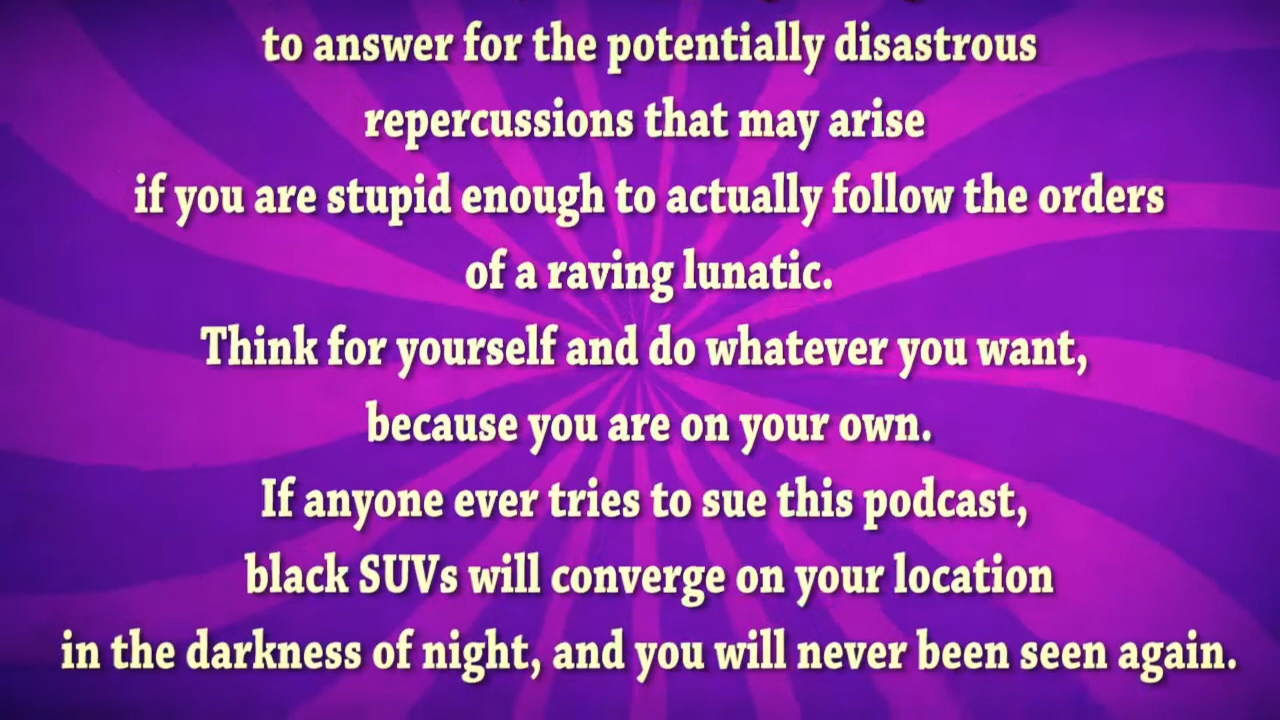 to answer for the potentially disastrous
repercussions that may arise
if you are stupid enough to actually follow the orders
of a raving lunatic.
Think for yourself and do whatever you want,
because you are on your own.
If anyone ever tries to sue this podcast,
black SUVs will converge on your location
in the darkness of night, and you will never been seen again.